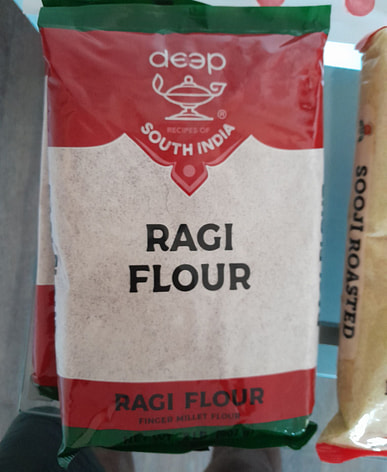 deep
®
RECIPES OF
SOUTH INDIA
RAGI
FLOUR
RAGI FLOUR
FINGER MILLET FLOUR
SOOJI ROASTED